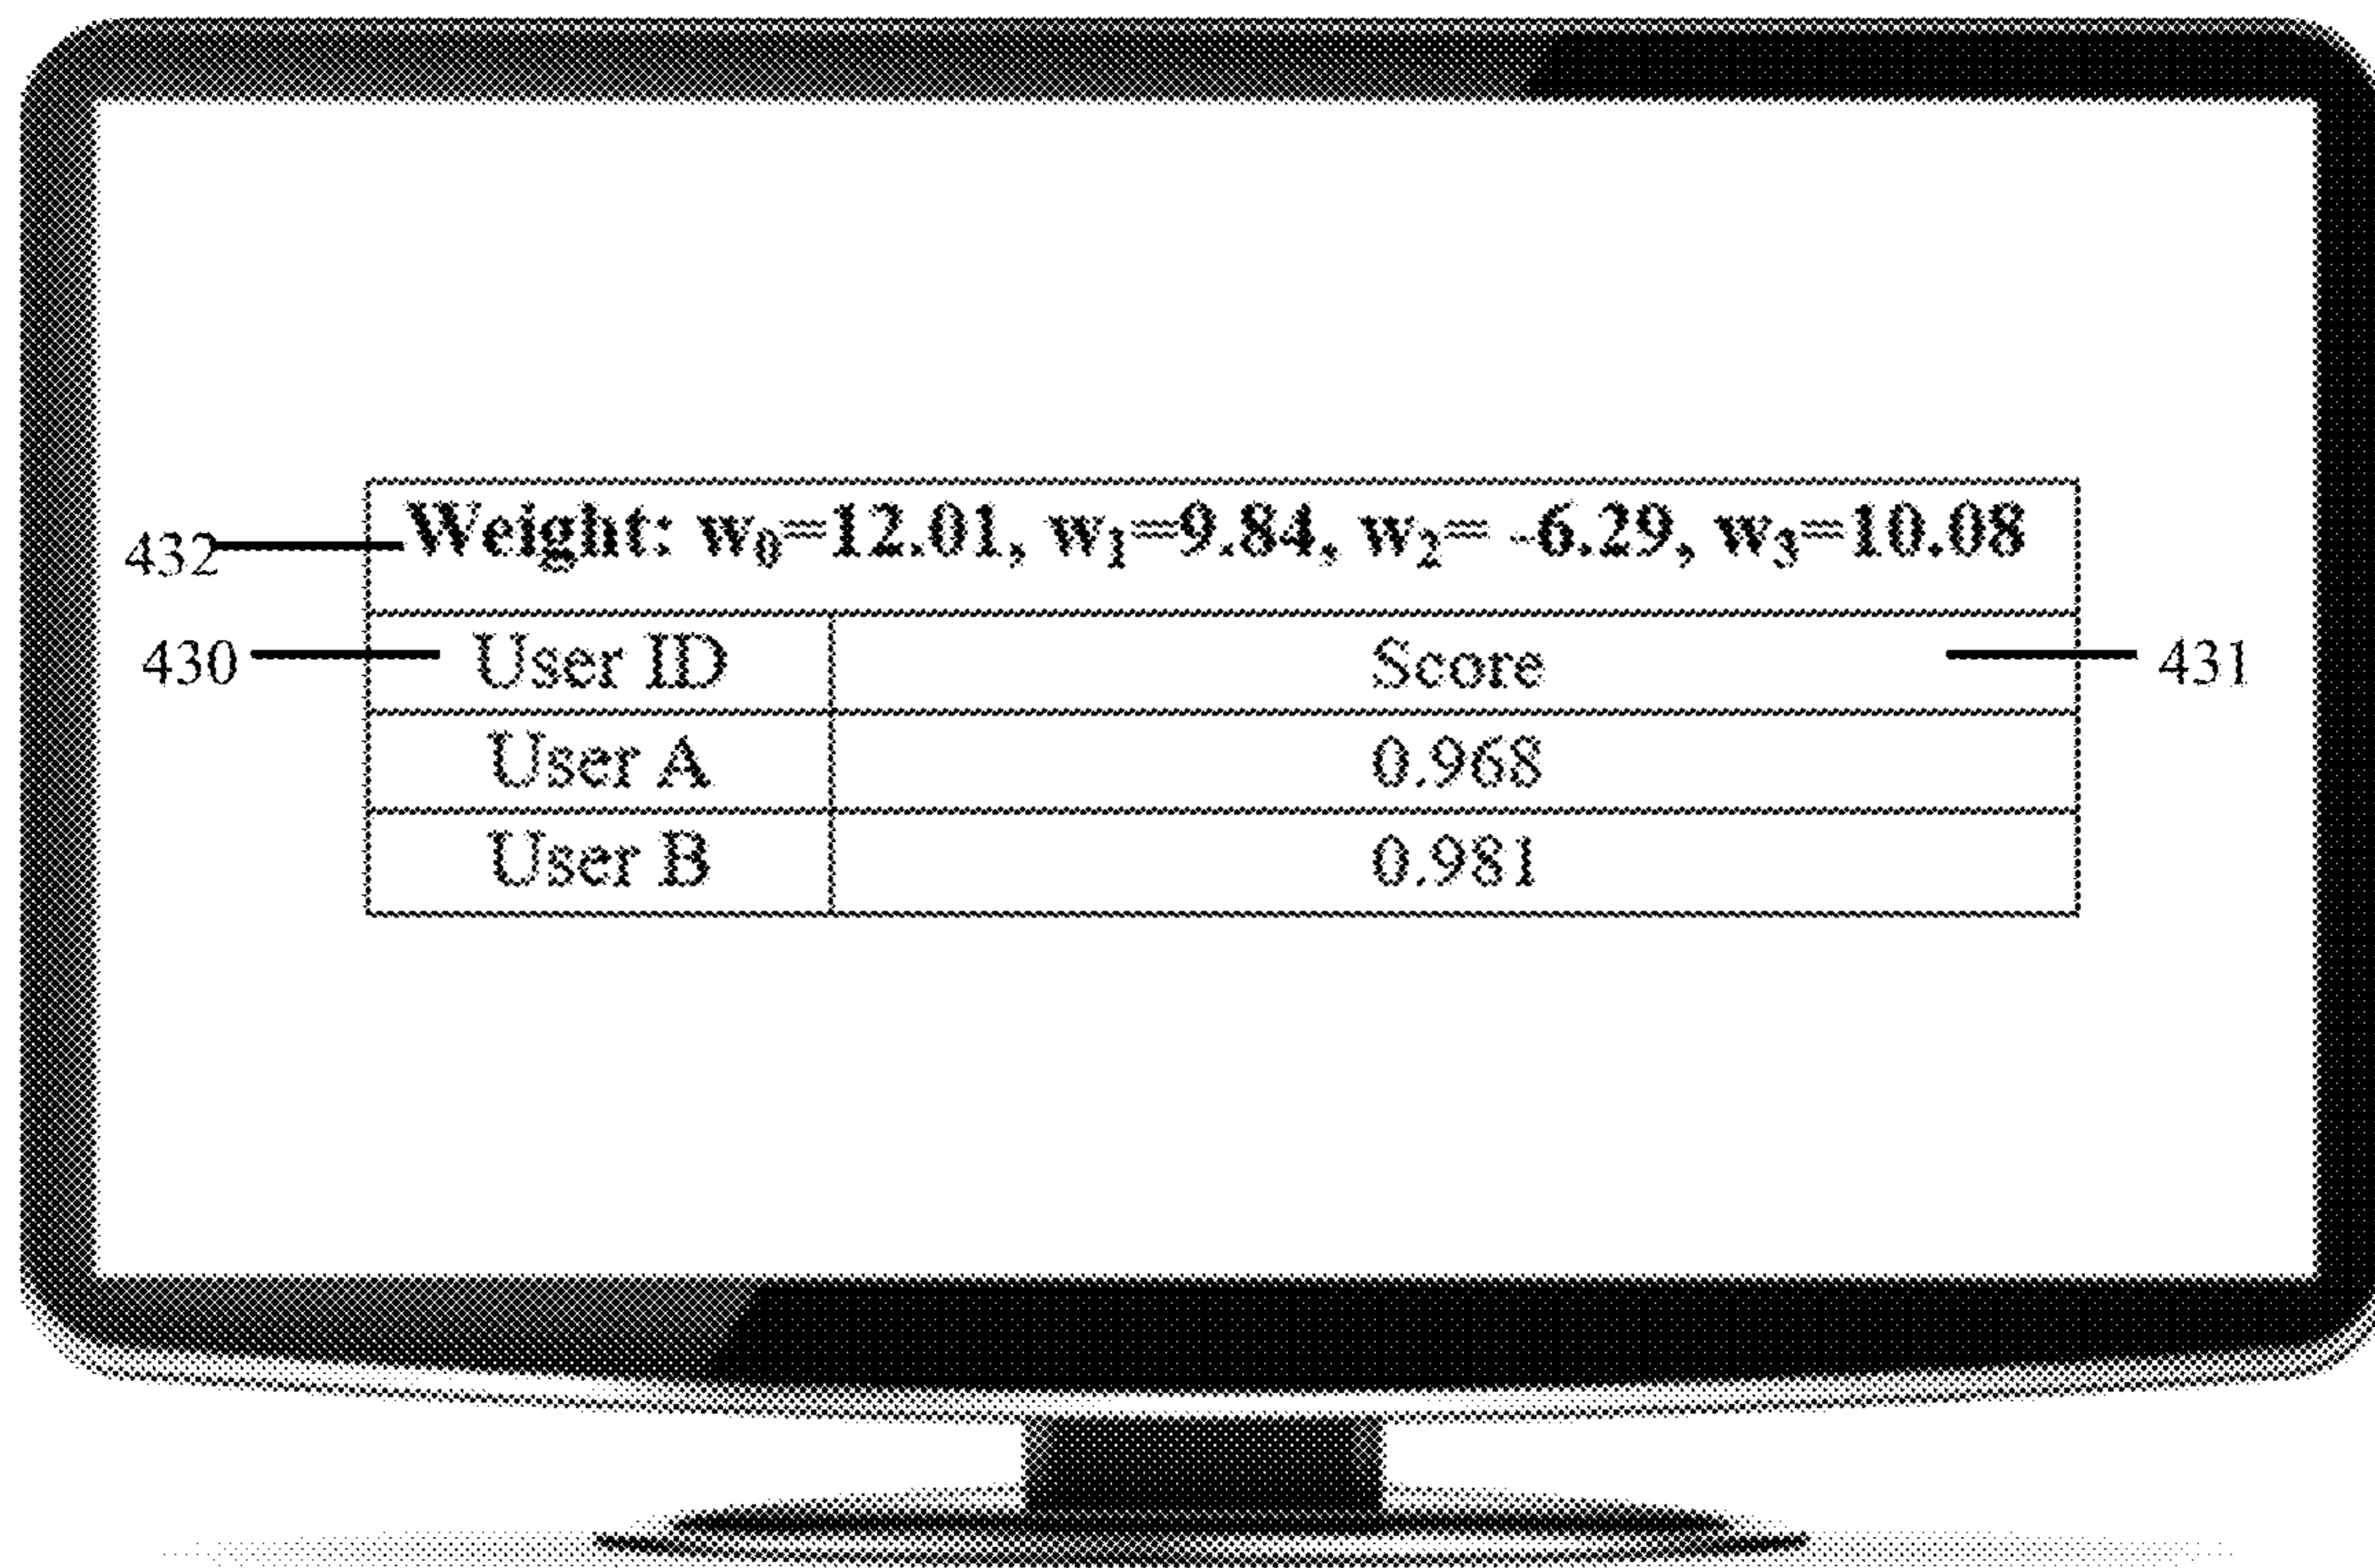 432 Weight: w₀=12.01, w₁=9.84, w₂= -6.29, w₃=10.08
430 User ID Score 431
User A 0.968
User B 0.981